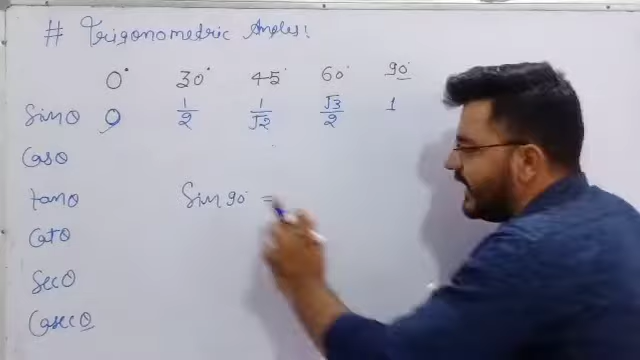 # Trigonometric Angles:
0° 30° 45° 60° 90°
Sinθ 0 1/2 1/√2 √3/2 1
Cosθ
tanθ Sin 90° =
Cotθ
Secθ
Cosecθ